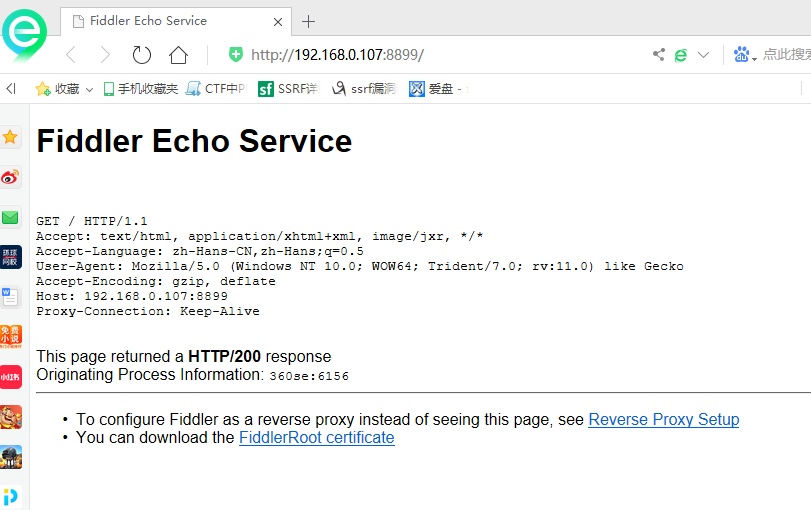 Fiddler Echo Service
http://192.168.0.107:8899/
点此搜索
收藏
手机收藏夹
CTF中
SSRF详
ssrf漏洞
爱盘 -
Fiddler Echo Service
GET / HTTP/1.1
Accept: text/html, application/xhtml+xml, image/jxr, */*
Accept-Language: zh-Hans-CN,zh-Hans;q=0.5
User-Agent: Mozilla/5.0 (Windows NT 10.0; WOW64; Trident/7.0; rv:11.0) like Gecko
Accept-Encoding: gzip, deflate
Host: 192.168.0.107:8899
Proxy-Connection: Keep-Alive
This page returned a HTTP/200 response
Originating Process Information: 360se:6156
• To configure Fiddler as a reverse proxy instead of seeing this page, see Reverse Proxy Setup
• You can download the FiddlerRoot certificate
环球网校
免费小说
小红书